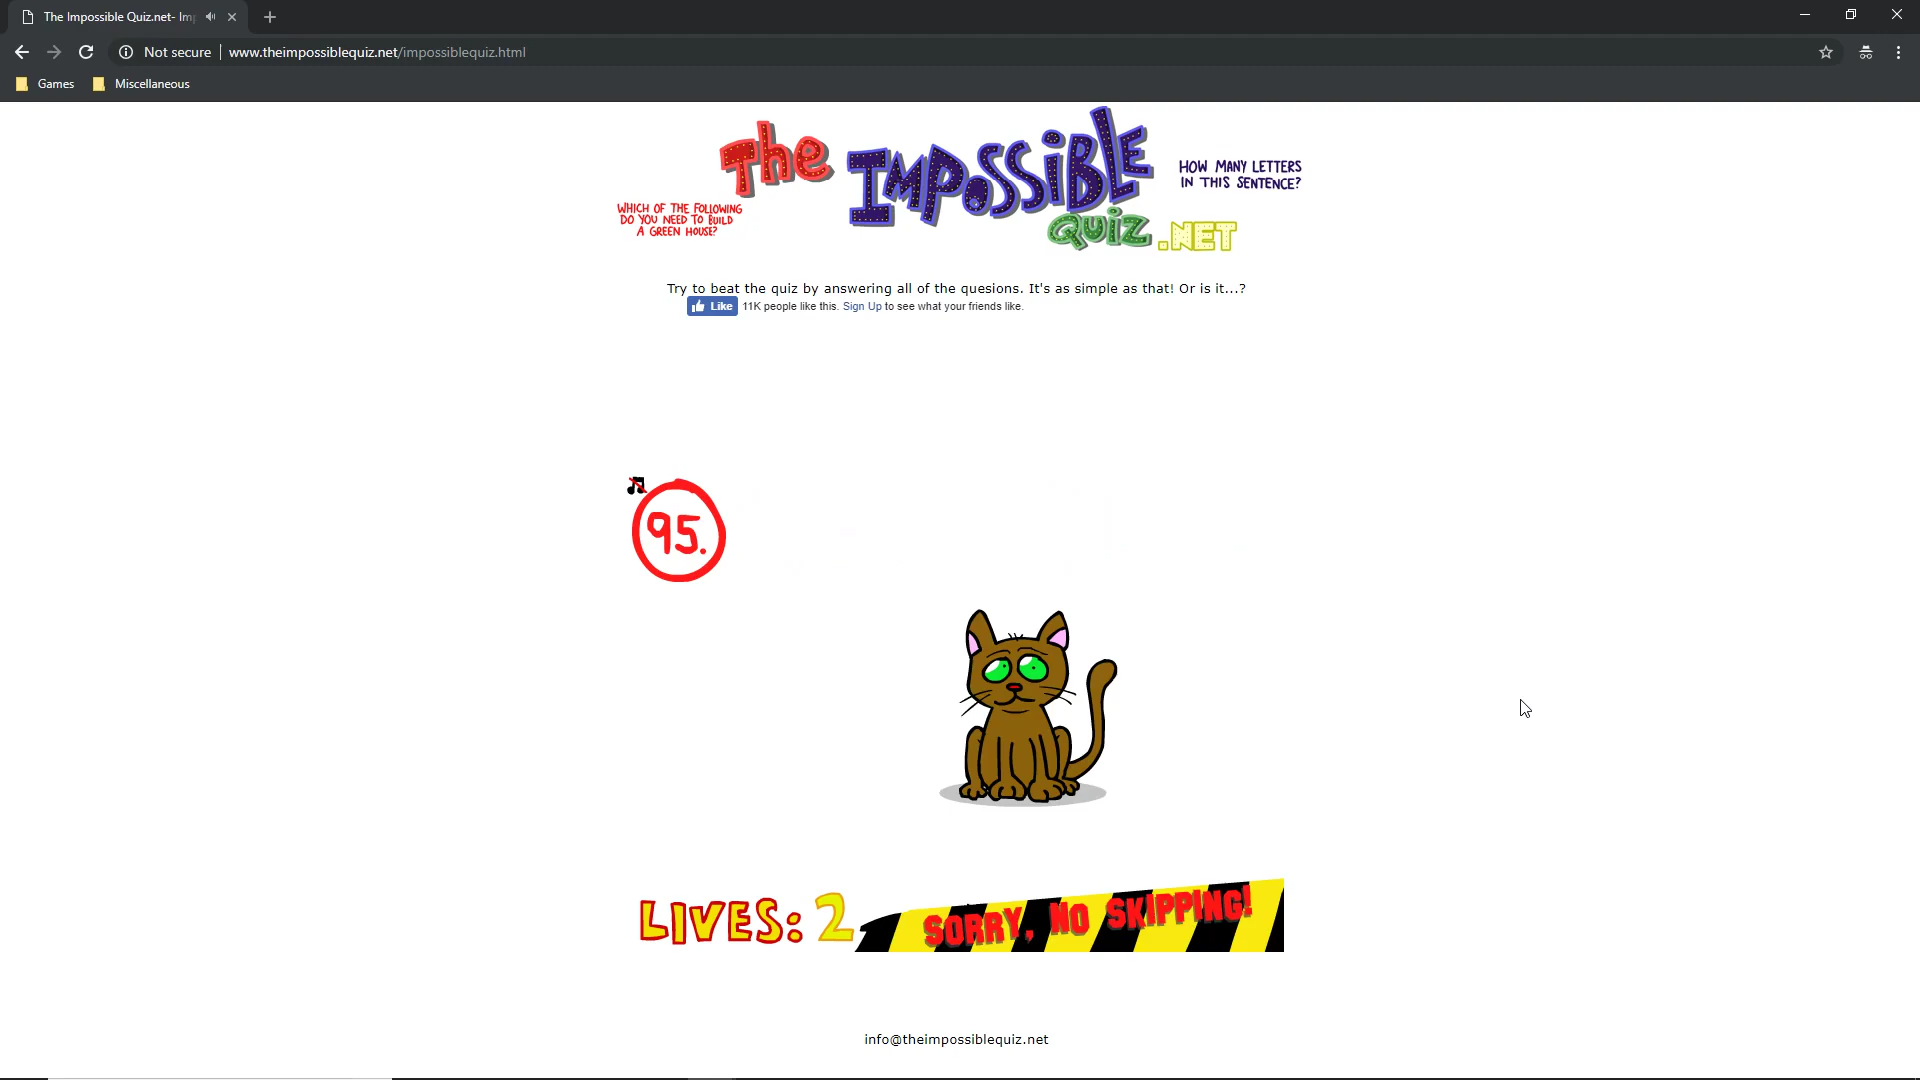 The Impossible Quiz.net- Im
Not secure
www.theimpossiblequiz.net/impossiblequiz.html
Games
Miscellaneous
The IMPOSSIBLE
QUIZ .NET
HOW MANY LETTERS
IN THIS SENTENCE?
WHICH OF THE FOLLOWING
DO YOU NEED TO BUILD
A GREEN HOUSE?
Try to beat the quiz by answering all of the quesions. It's as simple as that! Or is it...?
Like
11K people like this. Sign Up to see what your friends like.
95.
LIVES: 2
SORRY, NO SKIPPING!
info@theimpossiblequiz.net